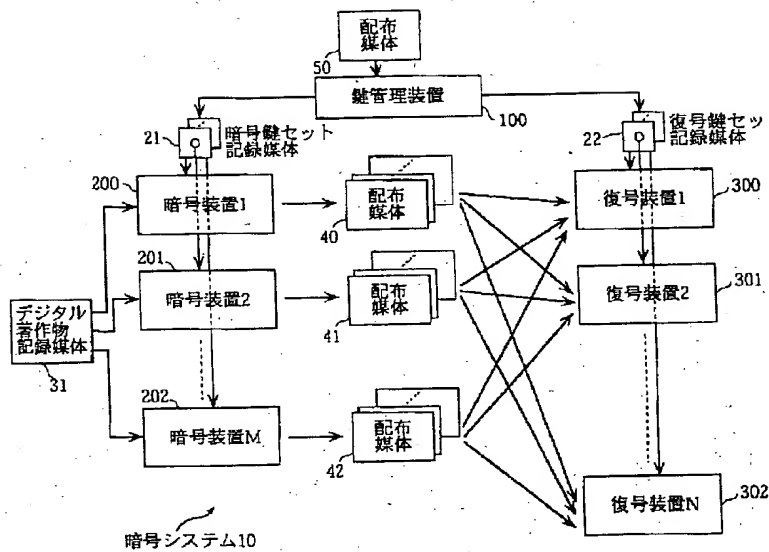 配布
媒体
50
鍵管理装置
100
21
暗号鍵セット
記録媒体
22
復号鍵セット
記録媒体
200
暗号装置1
配布
媒体
40
復号装置1
300
201
暗号装置2
配布
媒体
41
復号装置2
301
デジタル
著作物
記録媒体
31
202
暗号装置M
配布
媒体
42
復号装置N
302
暗号システム10